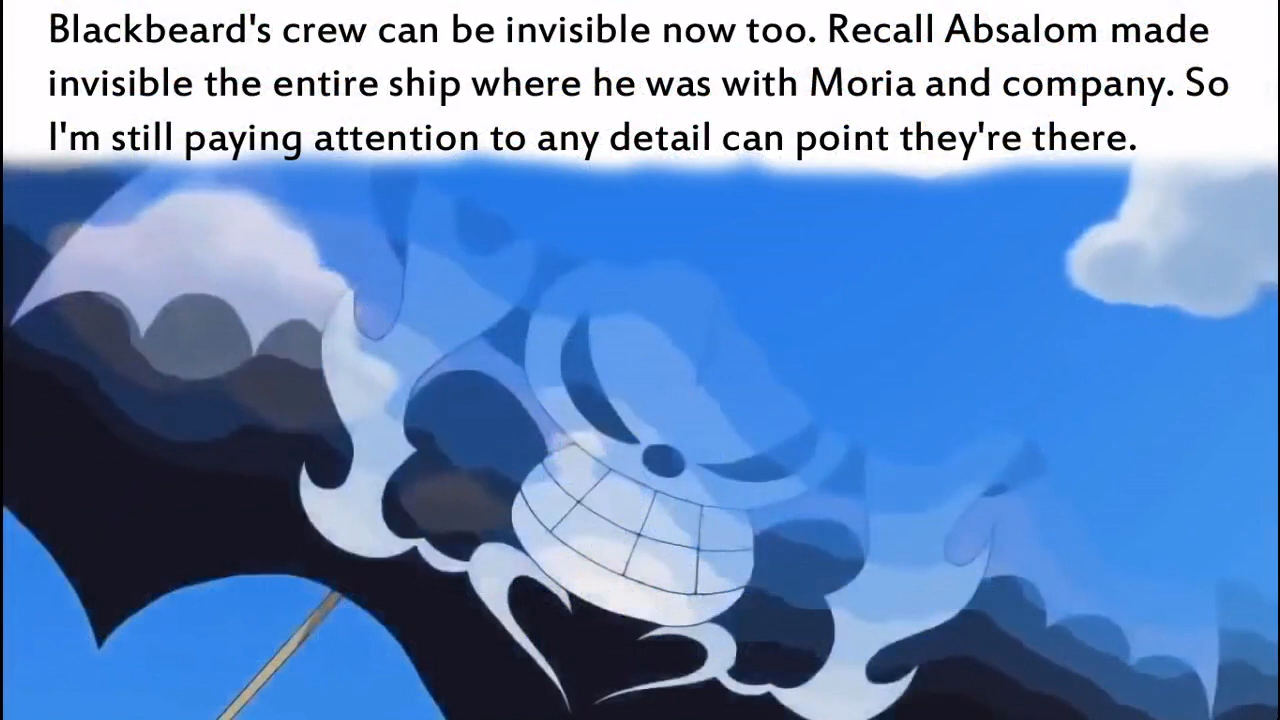 Blackbeard's crew can be invisible now too. Recall Absalom made
invisible the entire ship where he was with Moria and company. So
I'm still paying attention to any detail can point they're there.